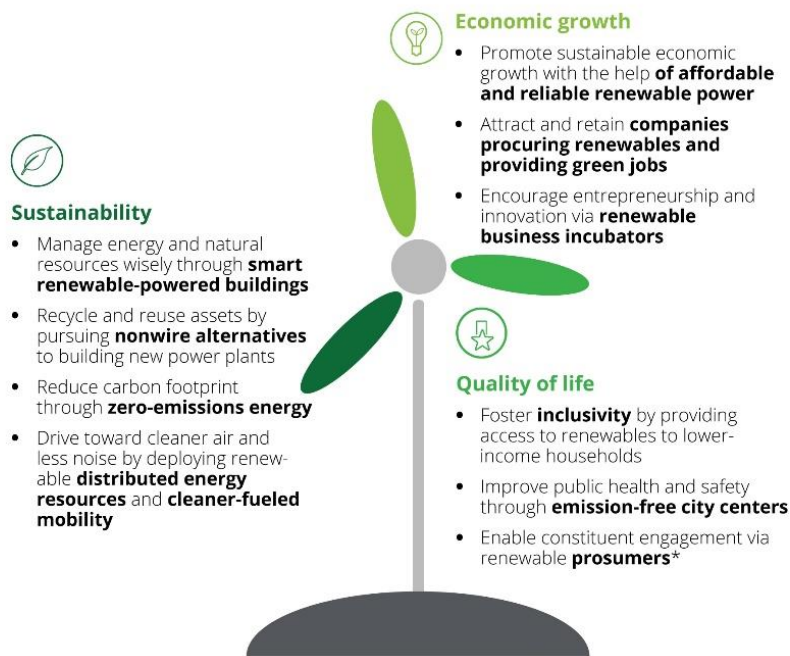 Economic growth
• Promote sustainable economic
growth with the help of affordable
and reliable renewable power
• Attract and retain companies
procuring renewables and
providing green jobs
• Encourage entrepreneurship and
innovation via renewable
business incubators
Sustainability
• Manage energy and natural
resources wisely through smart
renewable-powered buildings
• Recycle and reuse assets by
pursuing nonwire alternatives
to building new power plants
• Reduce carbon footprint
through zero-emissions energy
• Drive toward cleaner air and
less noise by deploying renew-
able distributed energy
resources and cleaner-fueled
mobility
Quality of life
• Foster inclusivity by providing
access to renewables to lower-
income households
• Improve public health and safety
through emission-free city centers
• Enable constituent engagement via
renewable prosumers*